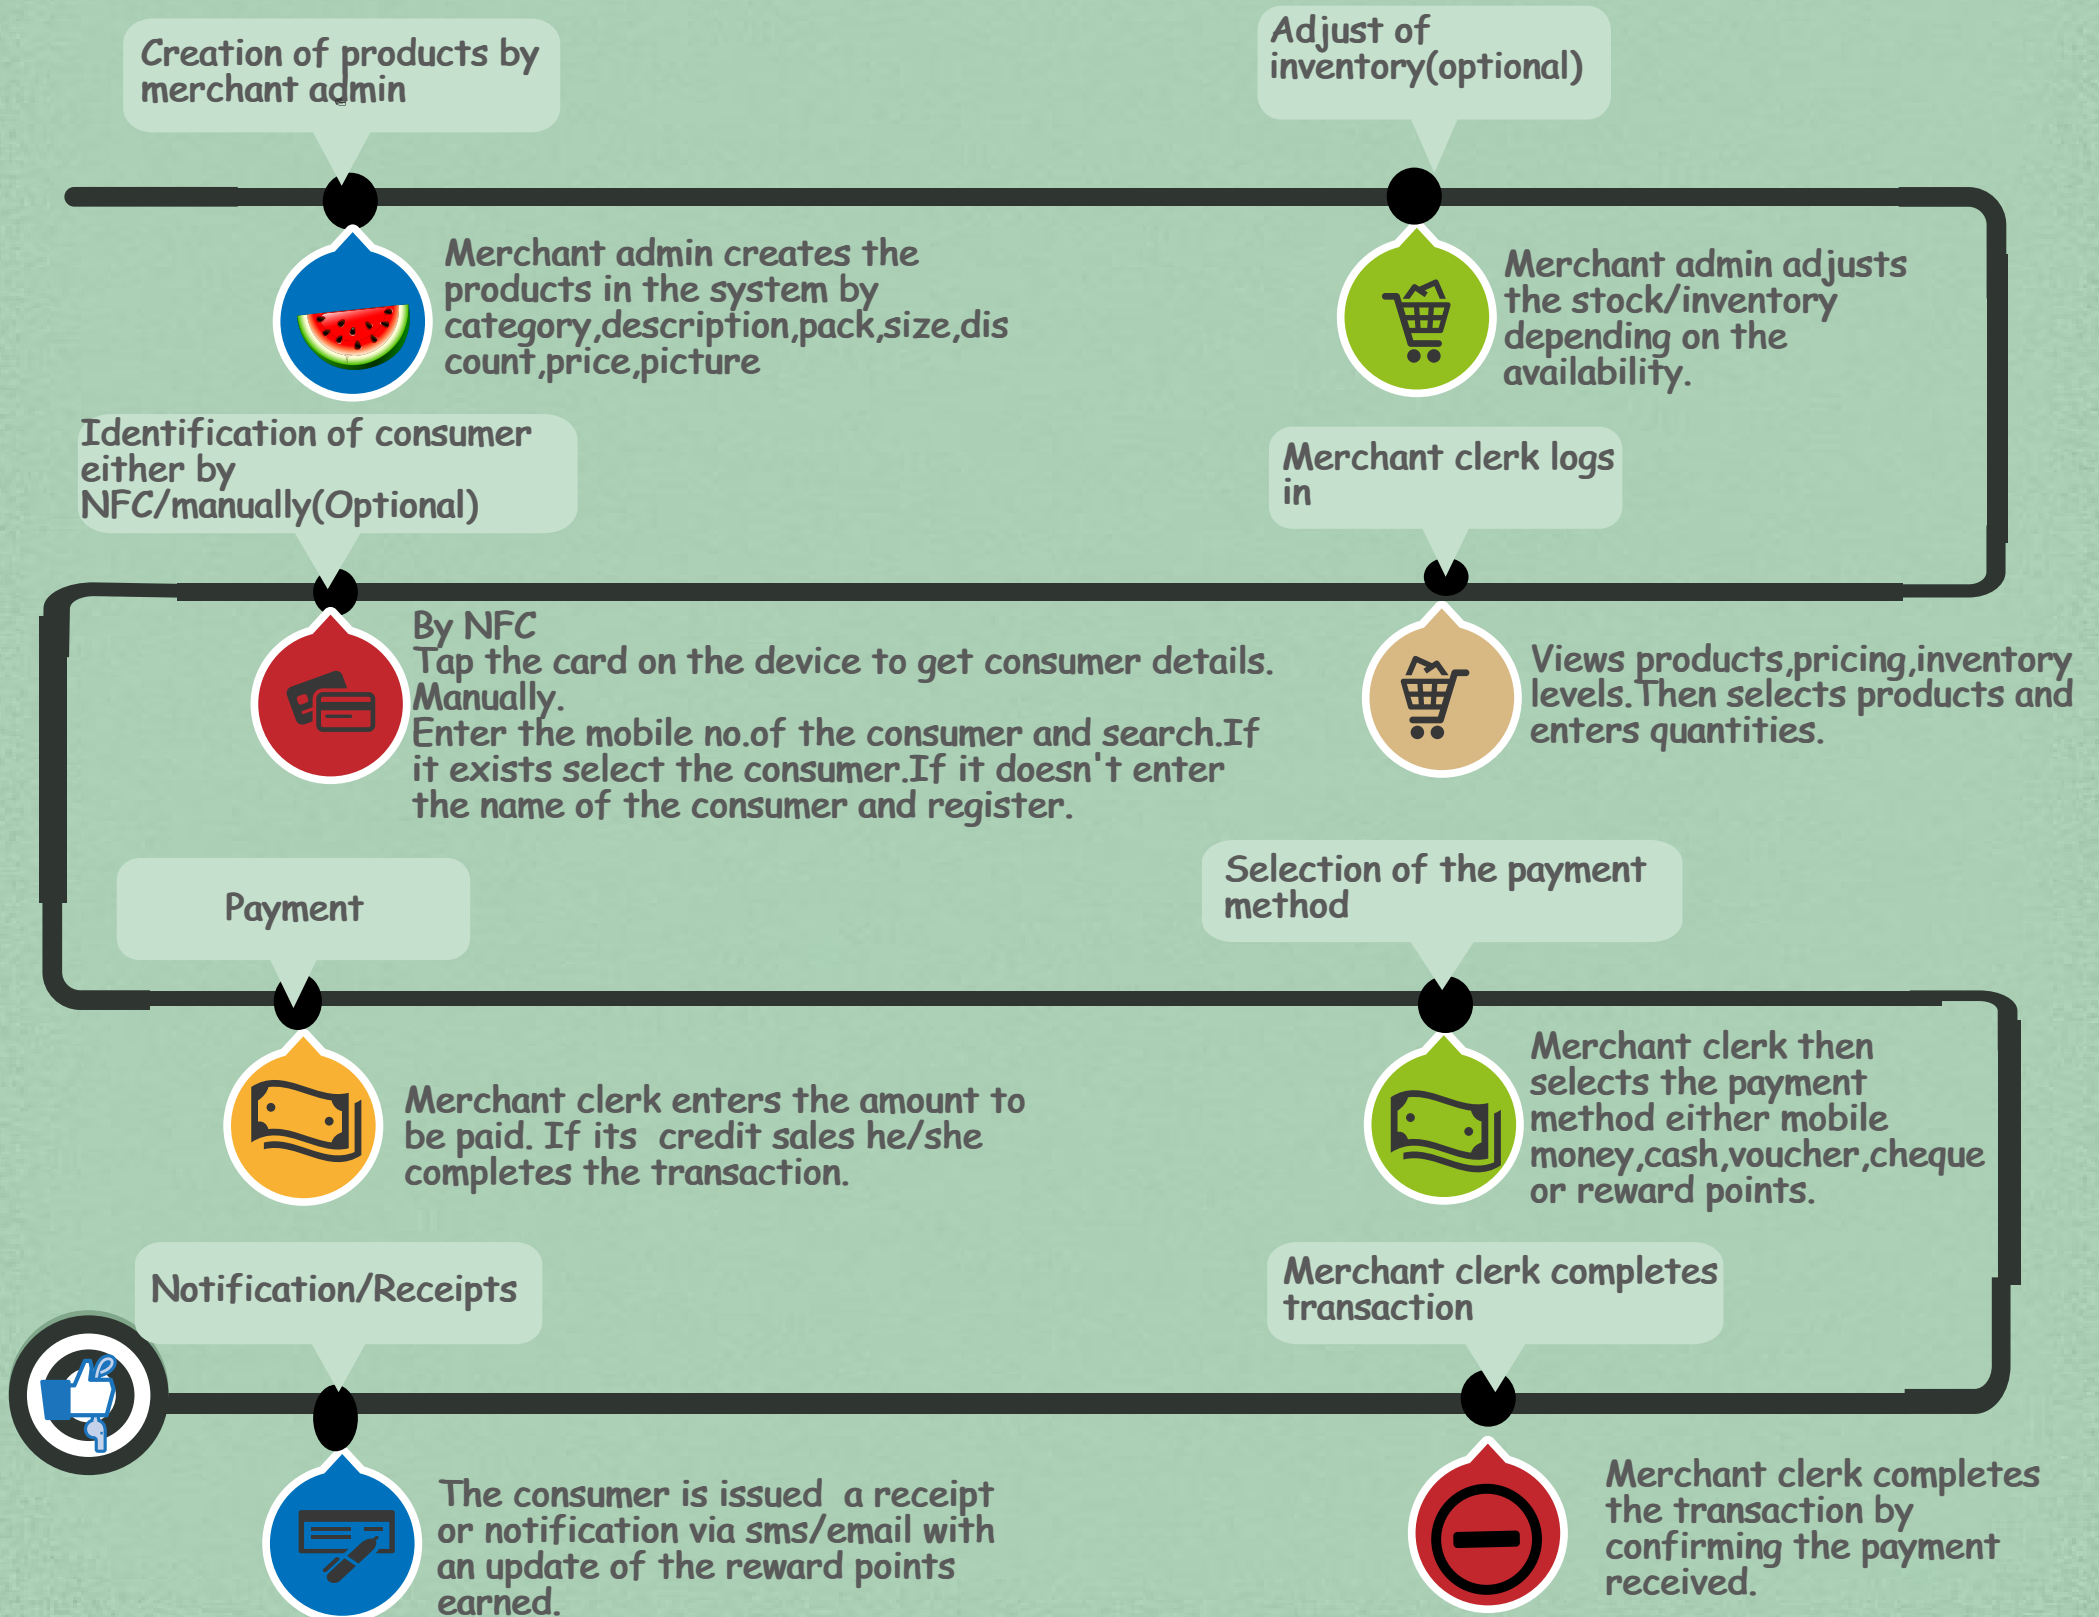 Creation of products by
merchant admin
Merchant admin creates the
products in the system by
category,description,pack,size,dis
count,price,picture
Adjust of
inventory(optional)
Merchant admin adjusts
the stock/inventory
depending on the
availability.
Merchant clerk logs
in
Views products,pricing,inventory
levels.Then selects products and
enters quantities.
Identification of consumer
either by
NFC/manually(Optional)
By NFC
Tap the card on the device to get consumer details.
Manually.
Enter the mobile no.of the consumer and search.If
it exists select the consumer.If it doesn't enter
the name of the consumer and register.
Payment
Merchant clerk enters the amount to
be paid. If its  credit sales he/she
completes the transaction.
Selection of the payment
method
Merchant clerk then
selects the payment
method either mobile
money,cash,voucher,cheque
or reward points.
Merchant clerk completes
transaction
Merchant clerk completes
the transaction by
confirming the payment
received.
Notification/Receipts
The consumer is issued  a receipt
or notification via sms/email with
an update of the reward points
earned.